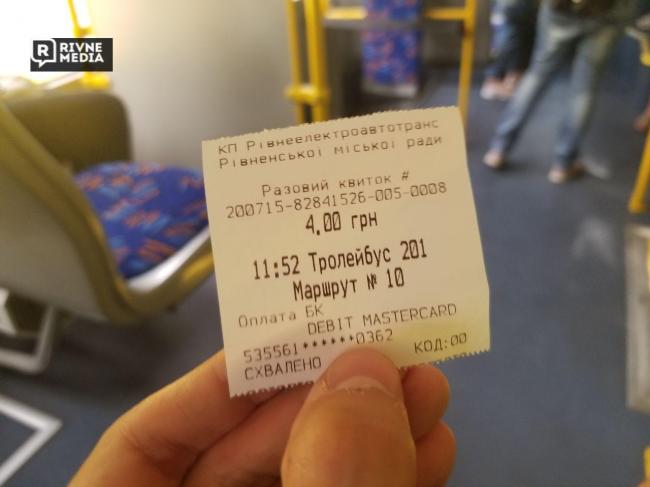 RIVNE
MEDIA
КП Рівнеелектроавтотранс
Рівненської міської ради
Разовий квиток #
200715-82841526-005-0008
4.00 грн
11:52 Тролейбус 201
Маршрут № 10
Оплата БК
DEBIT MASTERCARD
535561******0362
СХВАЛЕНО КОД:00